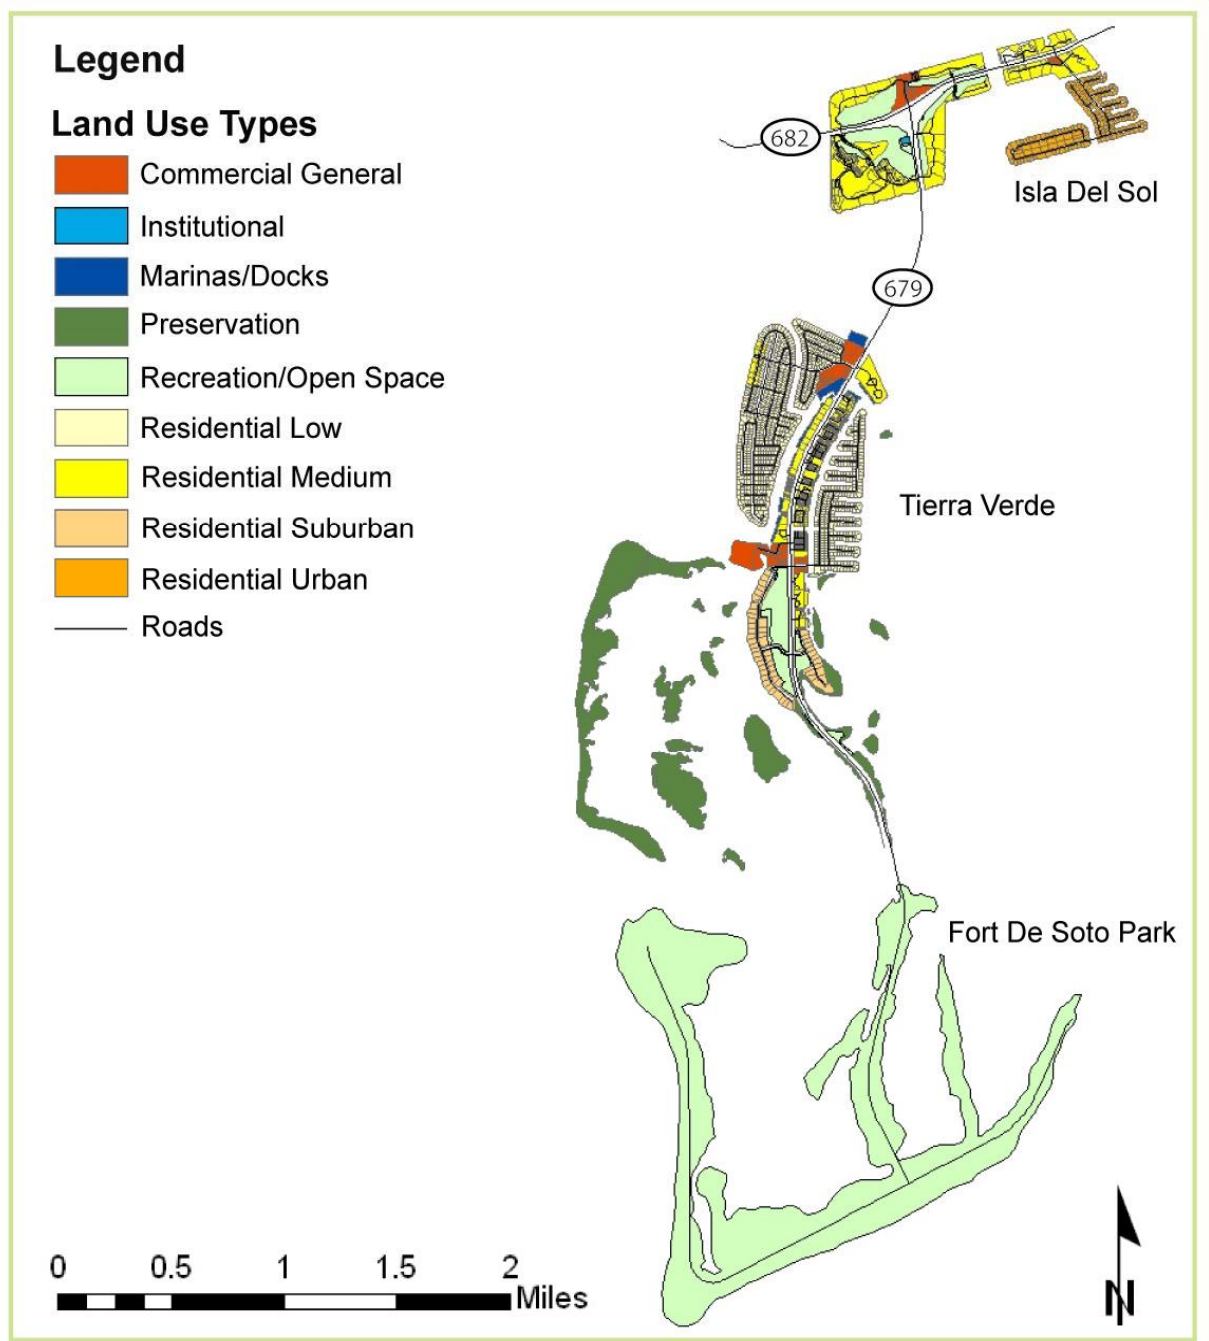 Legend
Land Use Types
Commercial General
Institutional
Marinas/Docks
Preservation
Recreation/Open Space
Residential Low
Residential Medium
Residential Suburban
Residential Urban
Roads
682
Isla Del Sol
679
Tierra Verde
Fort De Soto Park
0 0.5 1 1.5 2
Miles
N